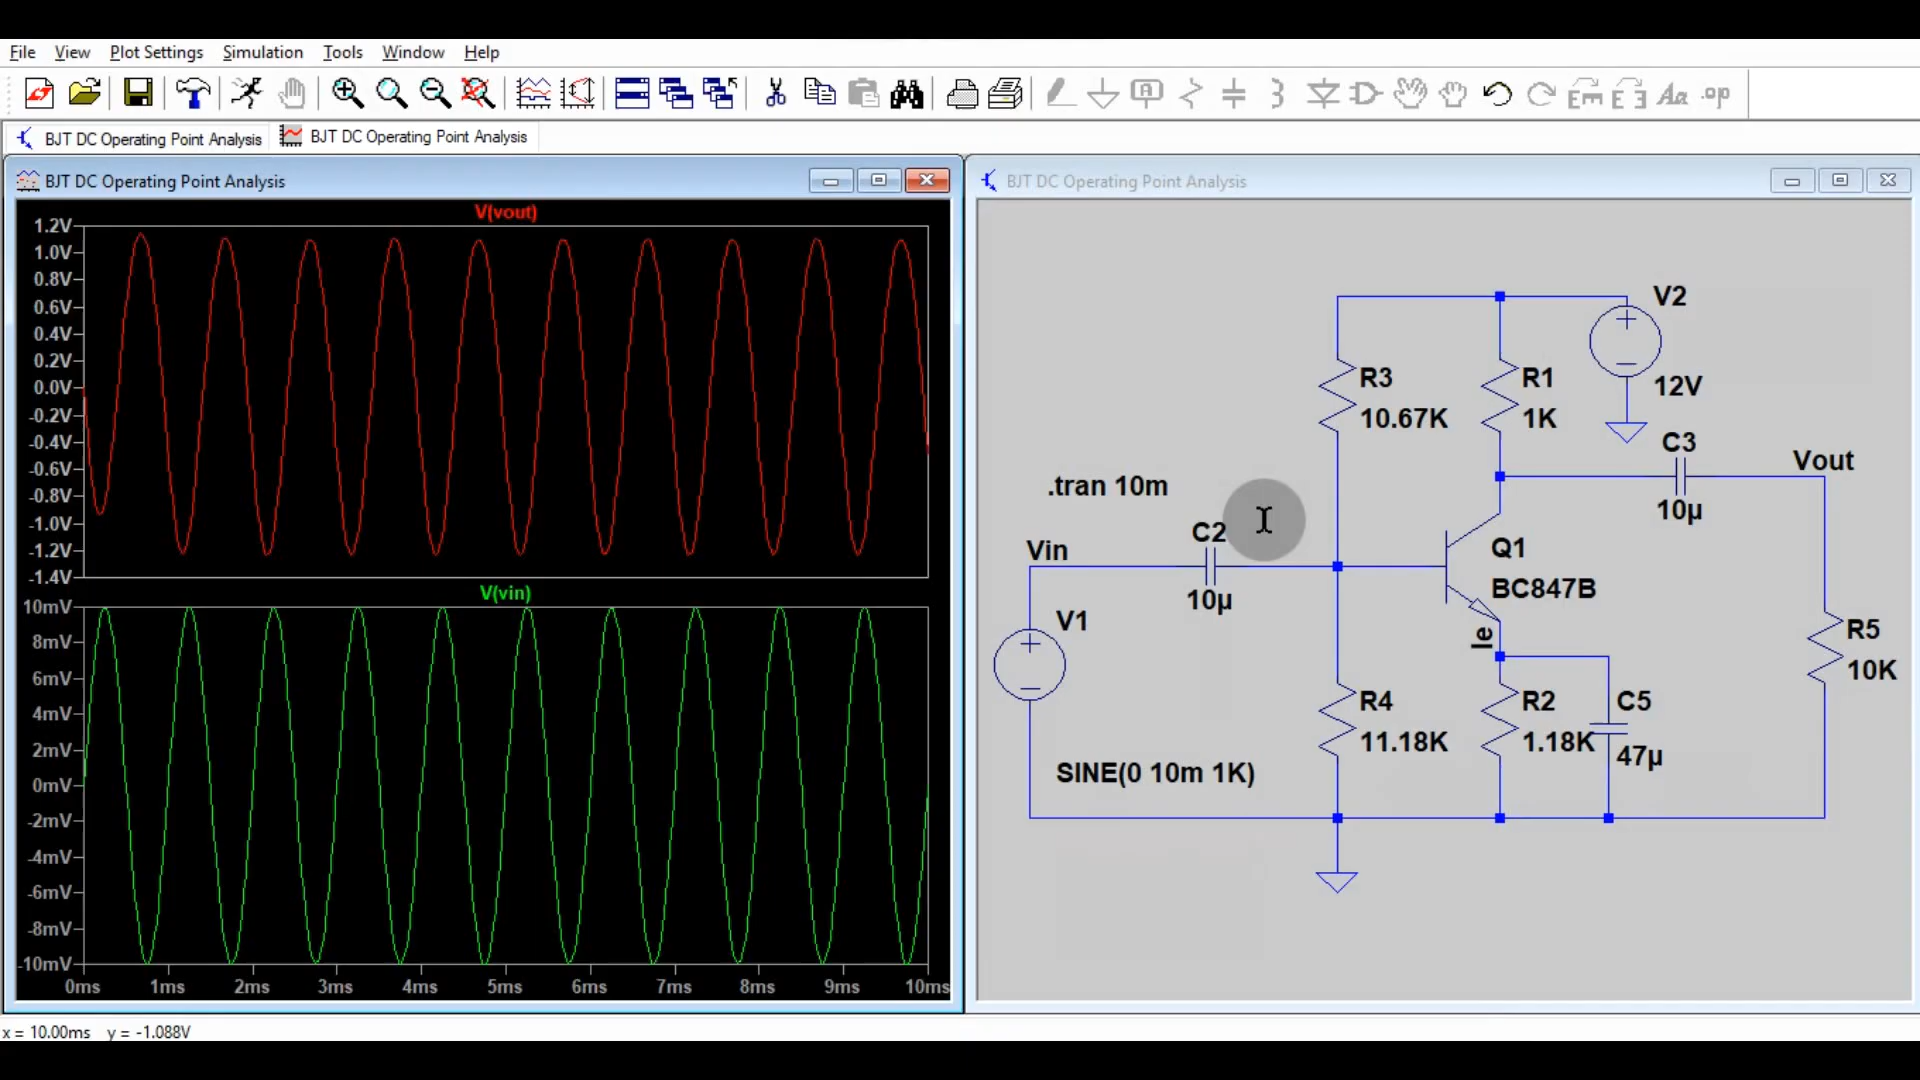 File View Plot Settings Simulation Tools Window Help
BJT DC Operating Point Analysis BJT DC Operating Point Analysis
BJT DC Operating Point Analysis
V(vout)
1.2V
1.0V
0.8V
0.6V
0.4V
0.2V
0.0V
-0.2V
-0.4V
-0.6V
-0.8V
-1.0V
-1.2V
-1.4V
V(vin)
10mV
8mV
6mV
4mV
2mV
0mV
-2mV
-4mV
-6mV
-8mV
-10mV
0ms 1ms 2ms 3ms 4ms 5ms 6ms 7ms 8ms 9ms 10ms
BJT DC Operating Point Analysis
V2
12V
R3
10.67K
R1
1K
C3
10µ
Vout
.tran 10m
C2
10µ
Vin
V1
SINE(0 10m 1K)
Q1
BC847B
Ie
R4
11.18K
R2
1.18K
C5
47µ
R5
10K
x = 10.00ms y = -1.088V
Aa .op